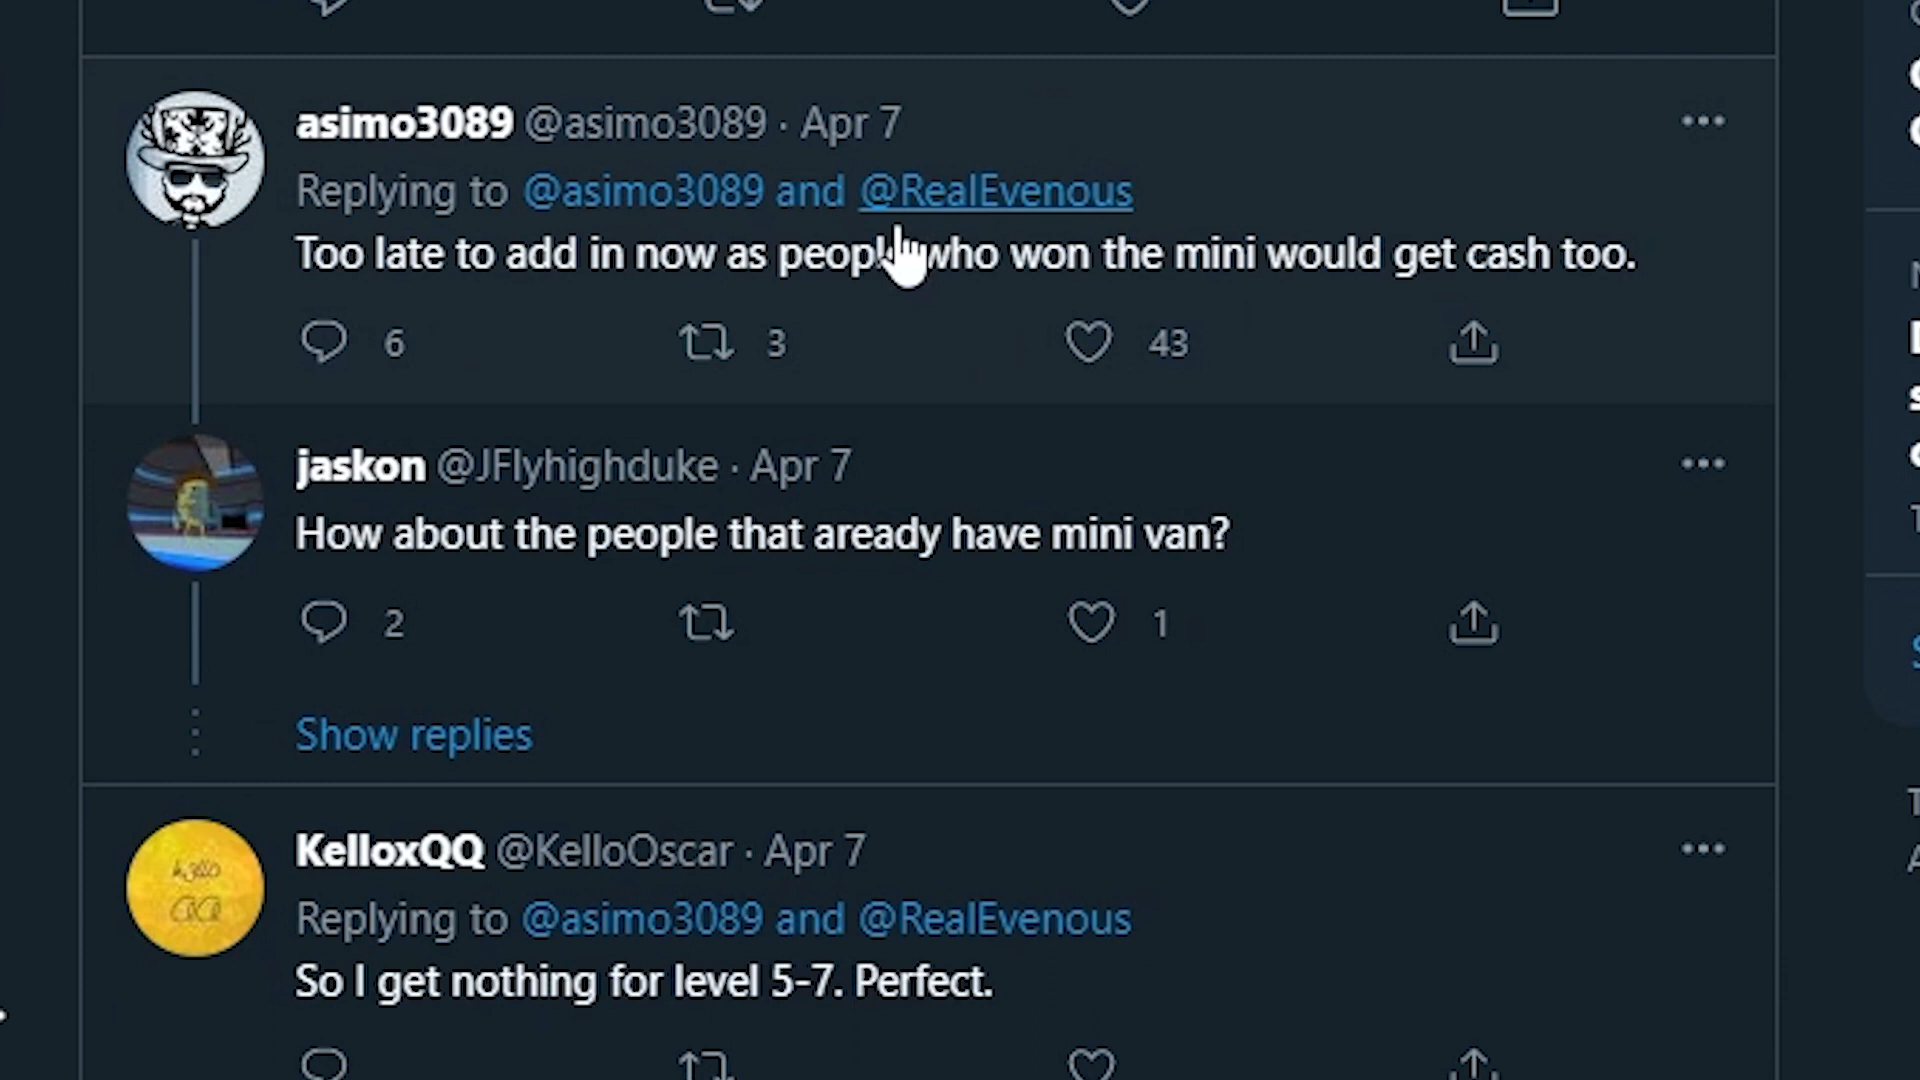 asimo3089 @asimo3089 · Apr 7
Replying to @asimo3089 and @RealEvenous
Too late to add in now as people who won the mini would get cash too.
6 3 43
jaskon @JFlyhighduke · Apr 7
How about the people that aready have mini van?
2 1
Show replies
KelloxQQ @KelloOscar · Apr 7
Replying to @asimo3089 and @RealEvenous
So I get nothing for level 5-7. Perfect.